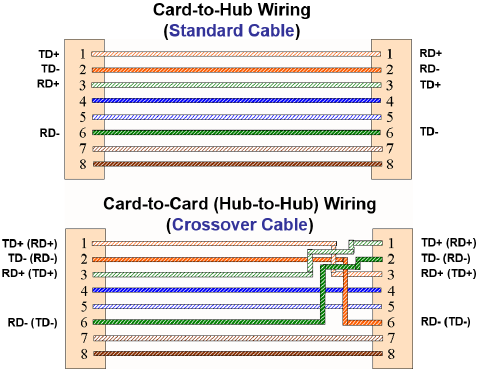 Card-to-Hub Wiring
(Standard Cable)
TD+ 1 1 RD+
TD- 2 2 RD-
RD+ 3 3 TD+
4 4
5 5
RD- 6 6 TD-
7 7
8 8
Card-to-Card (Hub-to-Hub) Wiring
(Crossover Cable)
TD+ (RD+) 1 1 TD+ (RD+)
TD- (RD-) 2 2 TD- (RD-)
RD+ (TD+) 3 3 RD+ (TD+)
4 4
5 5
RD- (TD-) 6 6 RD- (TD-)
7 7
8 8